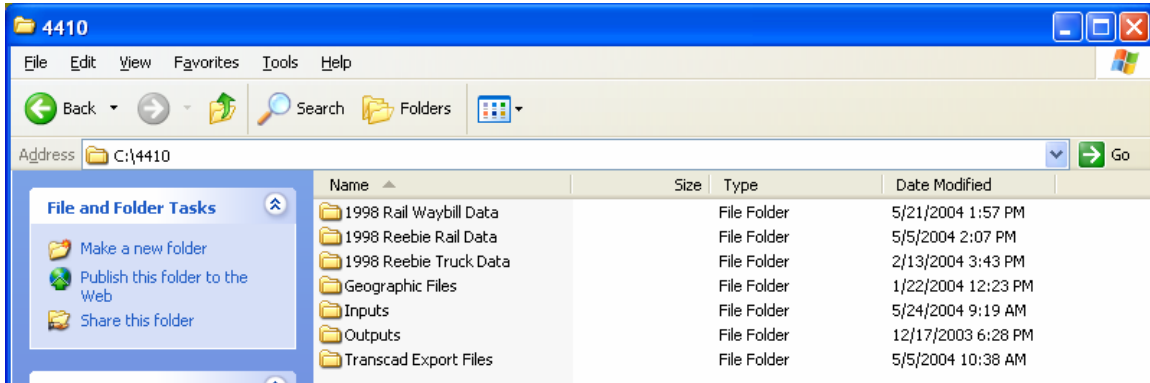 4410
File Edit View Favorites Tools Help
Back Search Folders
Address C:\4410 Go
Name Size Type Date Modified
File and Folder Tasks
Make a new folder
Publish this folder to the
Web
Share this folder
1998 Rail Waybill Data File Folder 5/21/2004 1:57 PM
1998 Reebie Rail Data File Folder 5/5/2004 2:07 PM
1998 Reebie Truck Data File Folder 2/13/2004 3:43 PM
Geographic Files File Folder 1/22/2004 12:23 PM
Inputs File Folder 5/24/2004 9:19 AM
Outputs File Folder 12/17/2003 6:28 PM
Transcad Export Files File Folder 5/5/2004 10:38 AM